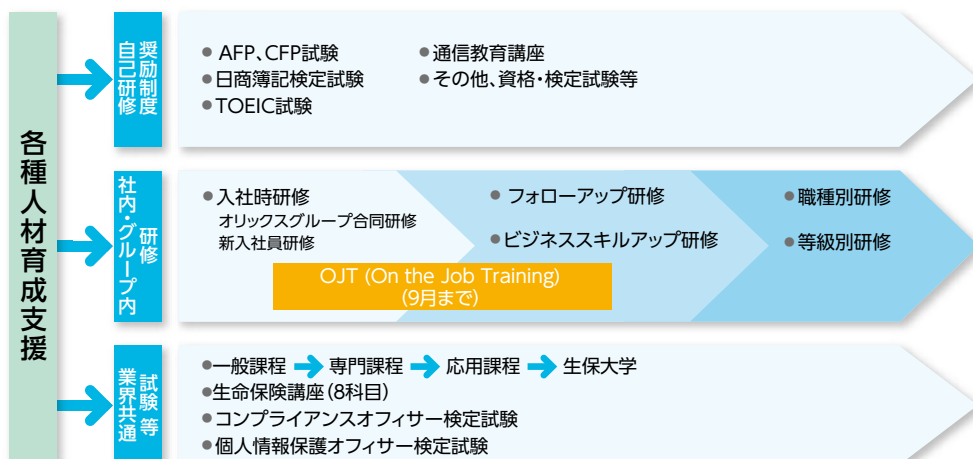 各種人材育成支援
自己研修
奨励制度
● AFP、CFP試験
● 日商簿記検定試験
● TOEIC試験
● 通信教育講座
● その他、資格・検定試験等
社内・グループ内
研修
● 入社時研修
オリックスグループ合同研修
新入社員研修
● フォローアップ研修
● ビジネススキルアップ研修
● 職種別研修
● 等級別研修
OJT (On the Job Training)
(9月まで)
業界共通
試験等
● 一般課程 → 専門課程 → 応用課程 → 生保大学
● 生命保険講座(8科目)
● コンプライアンスオフィサー検定試験
● 個人情報保護オフィサー検定試験